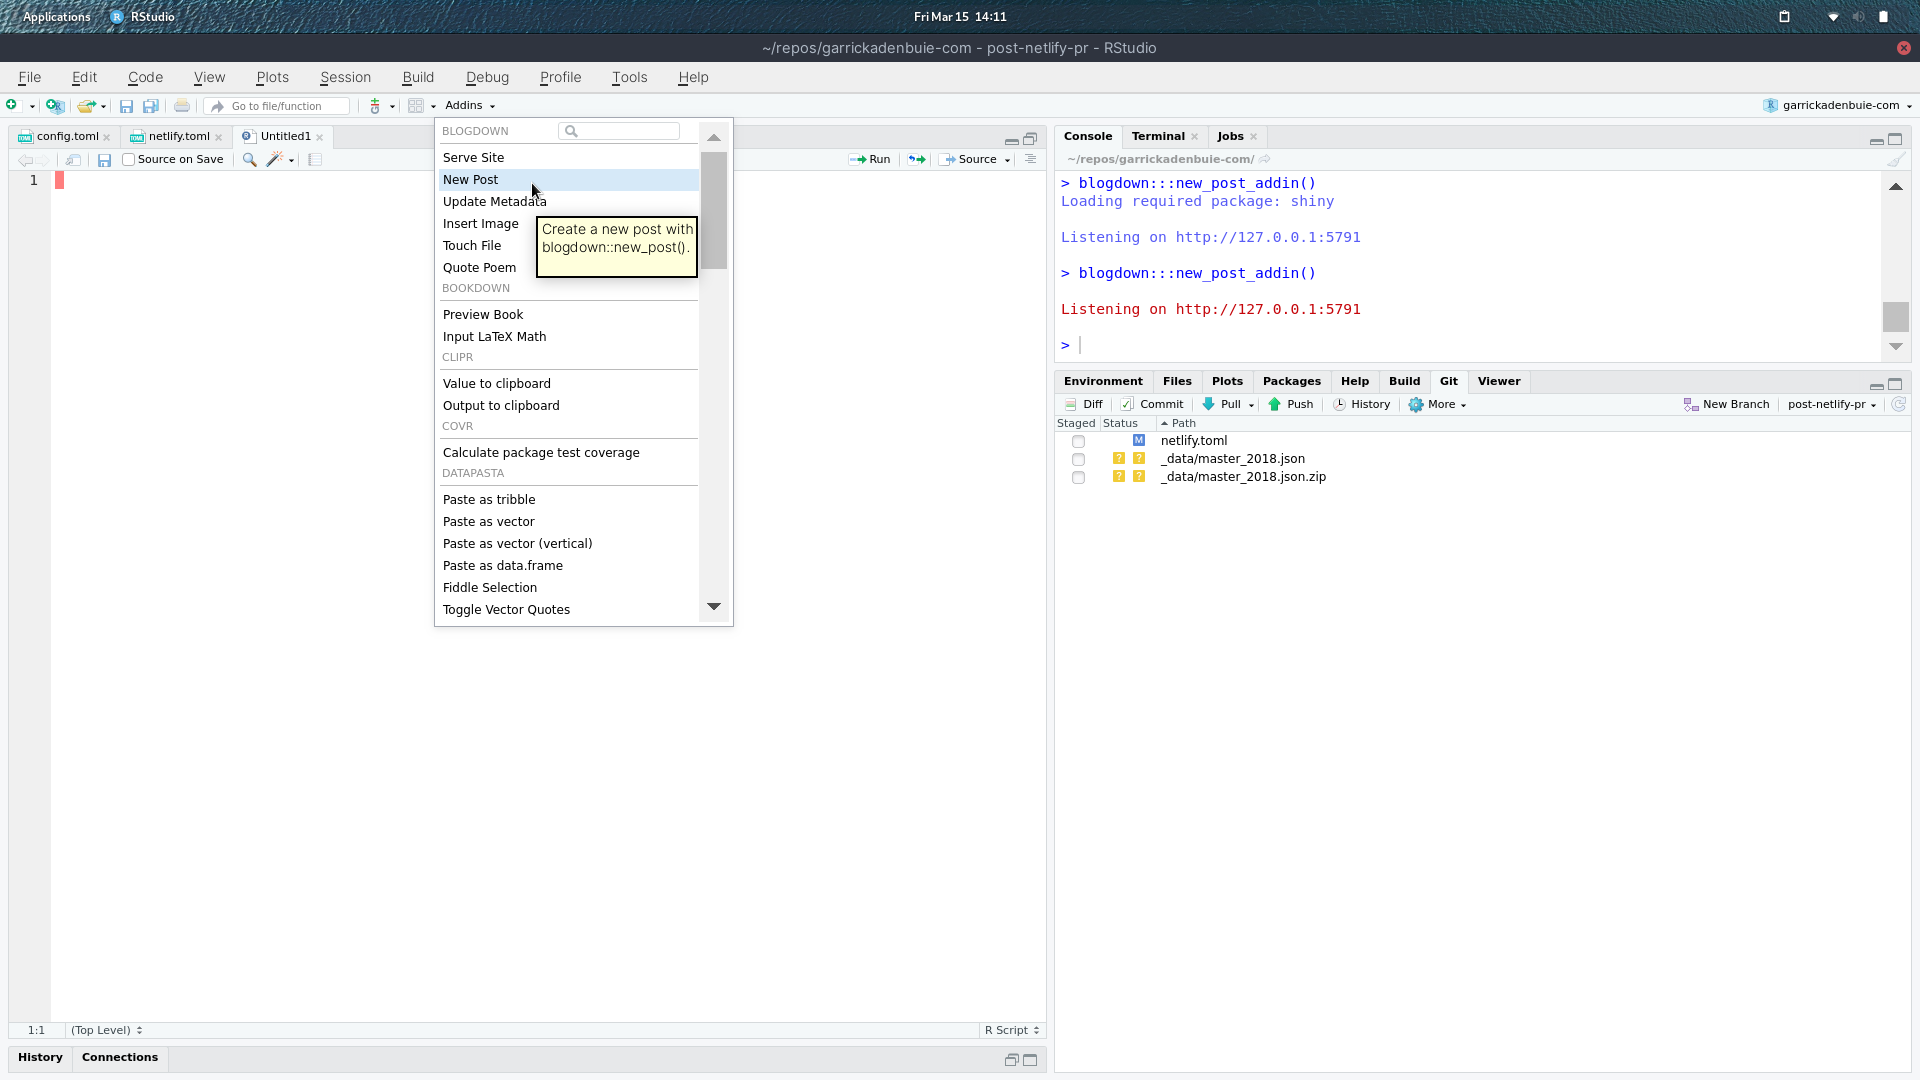 Applications RStudio Fri Mar 15 14:11
~/repos/garrickadenbuie-com - post-netlify-pr - RStudio
File Edit Code View Plots Session Build Debug Profile Tools Help
Go to file/function Addins garrickadenbuie-com
config.toml netlify.toml Untitled1
Source on Save Run Source
1
BLOGDOWN
Serve Site
New Post
Update Metadata
Insert Image
Touch File
Quote Poem
Create a new post with
blogdown::new_post().
BOOKDOWN
Preview Book
Input LaTeX Math
CLIPR
Value to clipboard
Output to clipboard
COVR
Calculate package test coverage
DATAPASTA
Paste as tribble
Paste as vector
Paste as vector (vertical)
Paste as data.frame
Fiddle Selection
Toggle Vector Quotes
1:1 (Top Level) R Script
History Connections
Console Terminal Jobs
~/repos/garrickadenbuie-com/
> blogdown:::new_post_addin()
Loading required package: shiny
Listening on http://127.0.0.1:5791
> blogdown:::new_post_addin()
Listening on http://127.0.0.1:5791
>
Environment Files Plots Packages Help Build Git Viewer
Diff Commit Pull Push History More New Branch post-netlify-pr
Staged Status Path
M netlify.toml
? ? _data/master_2018.json
? ? _data/master_2018.json.zip